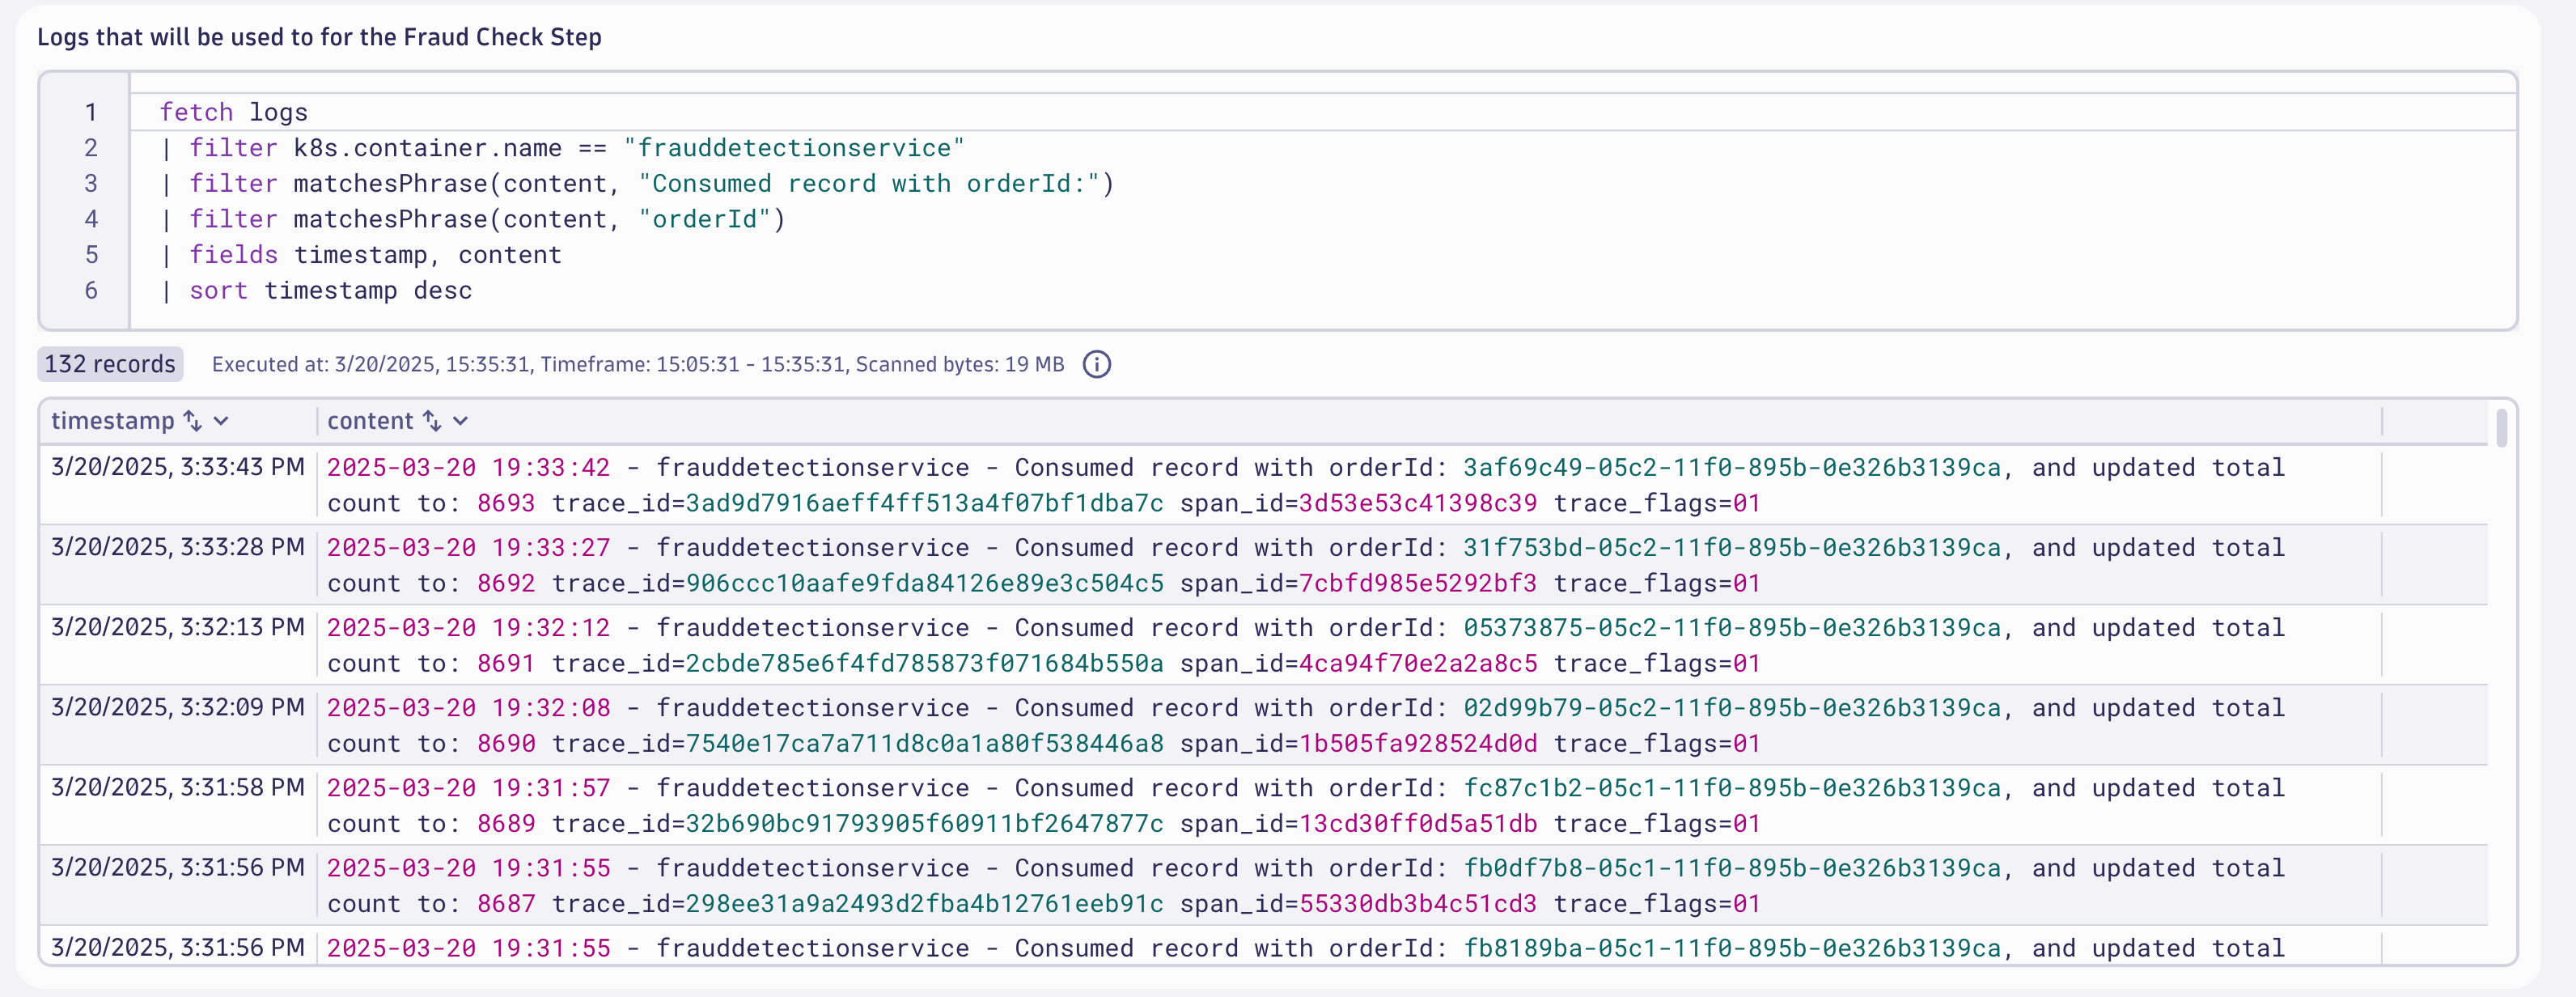 Logs that will be used to for the Fraud Check Step
1 fetch logs
2 | filter k8s.container.name == "frauddetectionservice"
3 | filter matchesPhrase(content, "Consumed record with orderId:")
4 | filter matchesPhrase(content, "orderId")
5 | fields timestamp, content
6 | sort timestamp desc
132 records Executed at: 3/20/2025, 15:35:31, Timeframe: 15:05:31 - 15:35:31, Scanned bytes: 19 MB
timestamp content
3/20/2025, 3:33:43 PM 2025-03-20 19:33:42 - frauddetectionservice - Consumed record with orderId: 3af69c49-05c2-11f0-895b-0e326b3139ca, and updated total
count to: 8693 trace_id=3ad9d7916aeff4ff513a4f07bf1dba7c span_id=3d53e53c41398c39 trace_flags=01
3/20/2025, 3:33:28 PM 2025-03-20 19:33:27 - frauddetectionservice - Consumed record with orderId: 31f753bd-05c2-11f0-895b-0e326b3139ca, and updated total
count to: 8692 trace_id=906ccc10aafe9fda84126e89e3c504c5 span_id=7cbfd985e5292bf3 trace_flags=01
3/20/2025, 3:32:13 PM 2025-03-20 19:32:12 - frauddetectionservice - Consumed record with orderId: 05373875-05c2-11f0-895b-0e326b3139ca, and updated total
count to: 8691 trace_id=2cbde785e6f4fd785873f071684b550a span_id=4ca94f70e2a2a8c5 trace_flags=01
3/20/2025, 3:32:09 PM 2025-03-20 19:32:08 - frauddetectionservice - Consumed record with orderId: 02d99b79-05c2-11f0-895b-0e326b3139ca, and updated total
count to: 8690 trace_id=7540e17ca7a711d8c0a1a80f538446a8 span_id=1b505fa928524d0d trace_flags=01
3/20/2025, 3:31:58 PM 2025-03-20 19:31:57 - frauddetectionservice - Consumed record with orderId: fc87c1b2-05c1-11f0-895b-0e326b3139ca, and updated total
count to: 8689 trace_id=32b690bc91793905f60911bf2647877c span_id=13cd30ff0d5a51db trace_flags=01
3/20/2025, 3:31:56 PM 2025-03-20 19:31:55 - frauddetectionservice - Consumed record with orderId: fb0df7b8-05c1-11f0-895b-0e326b3139ca, and updated total
count to: 8687 trace_id=298ee31a9a2493d2fba4b12761eeb91c span_id=55330db3b4c51cd3 trace_flags=01
3/20/2025, 3:31:56 PM 2025-03-20 19:31:55 - frauddetectionservice - Consumed record with orderId: fb8189ba-05c1-11f0-895b-0e326b3139ca, and updated total